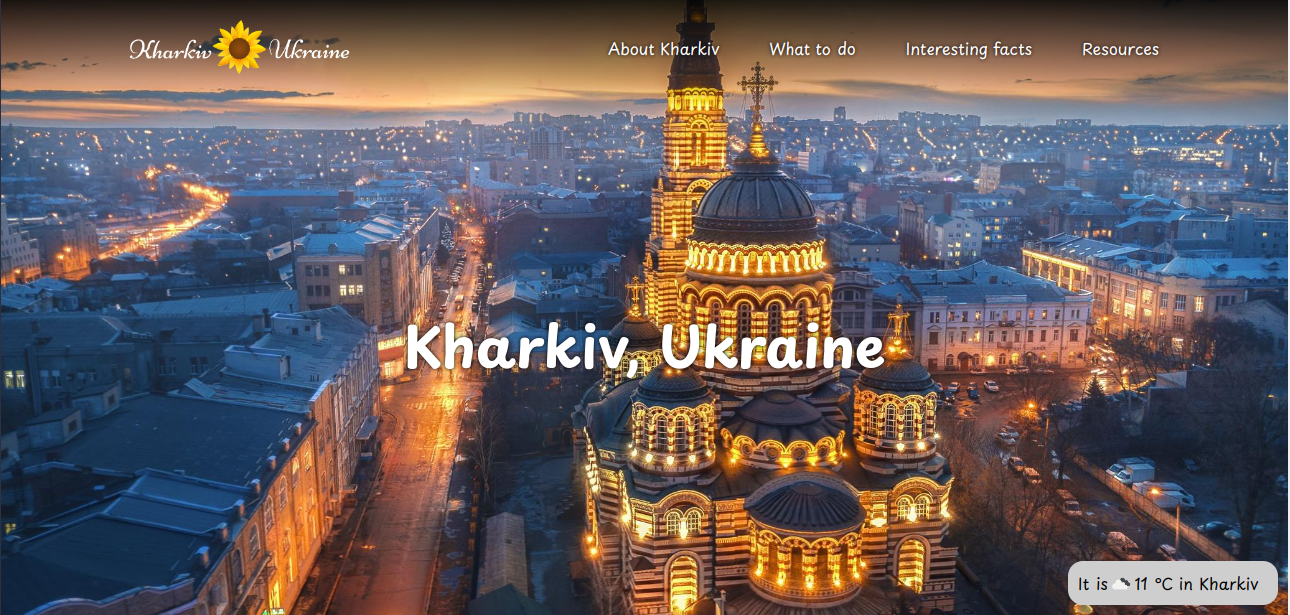 Kharkiv Ukraine
About Kharkiv What to do Interesting facts Resources
Kharkiv, Ukraine
It is 11 °C in Kharkiv